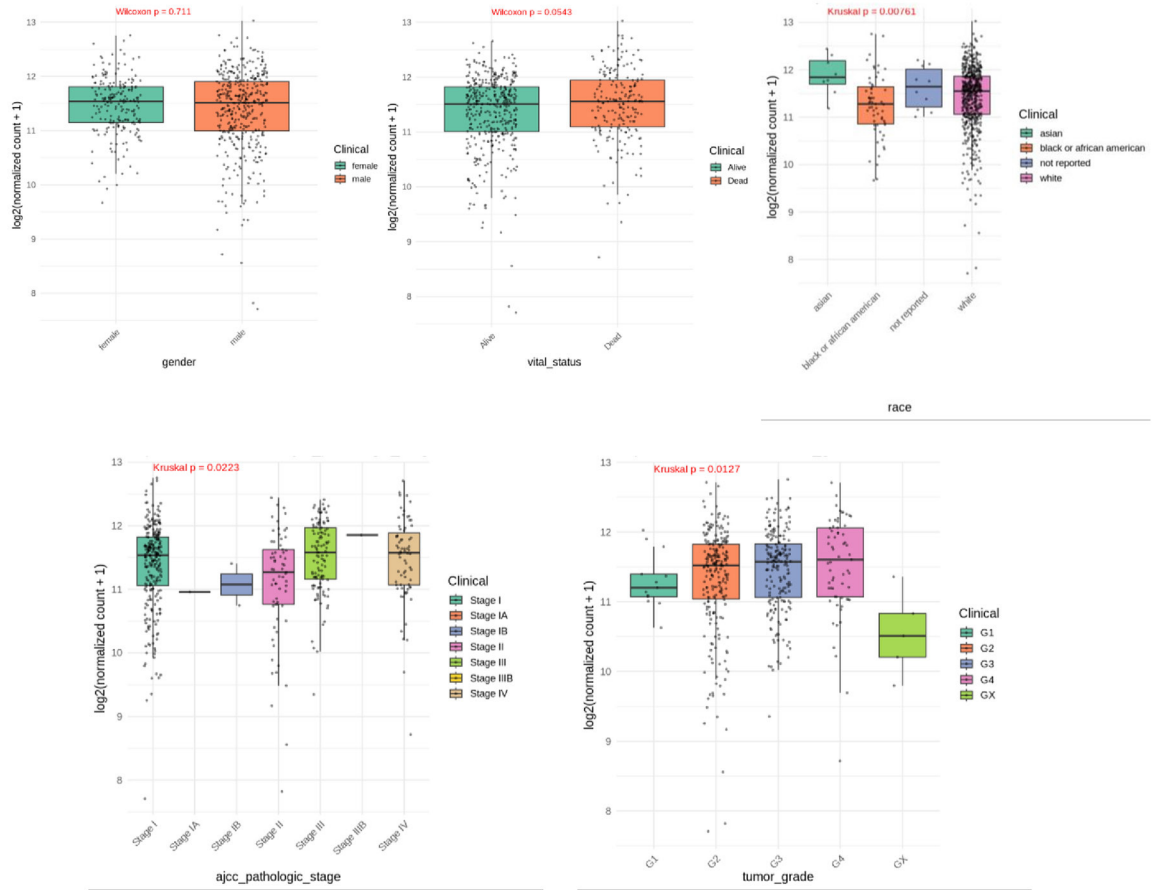 Wilcoxon p = 0.711
13
12
11
10
9
8
log2(normalized count + 1)
female
male
gender
Clinical
female
male
Wilcoxon p = 0.0543
13
12
11
10
9
8
log2(normalized count + 1)
Alive
Dead
vital_status
Clinical
Alive
Dead
Kruskal p = 0.00761
13
12
11
10
9
8
log2(normalized count + 1)
asian
black or african american
not reported
white
race
Clinical
asian
black or african american
not reported
white
Kruskal p = 0.0223
13
12
11
10
9
8
log2(normalized count + 1)
Stage I
Stage IA
Stage IB
Stage II
Stage III
Stage IIIB
Stage IV
ajcc_pathologic_stage
Clinical
Stage I
Stage IA
Stage IB
Stage II
Stage III
Stage IIIB
Stage IV
Kruskal p = 0.0127
13
12
11
10
9
8
log2(normalized count + 1)
G1
G2
G3
G4
GX
tumor_grade
Clinical
G1
G2
G3
G4
GX